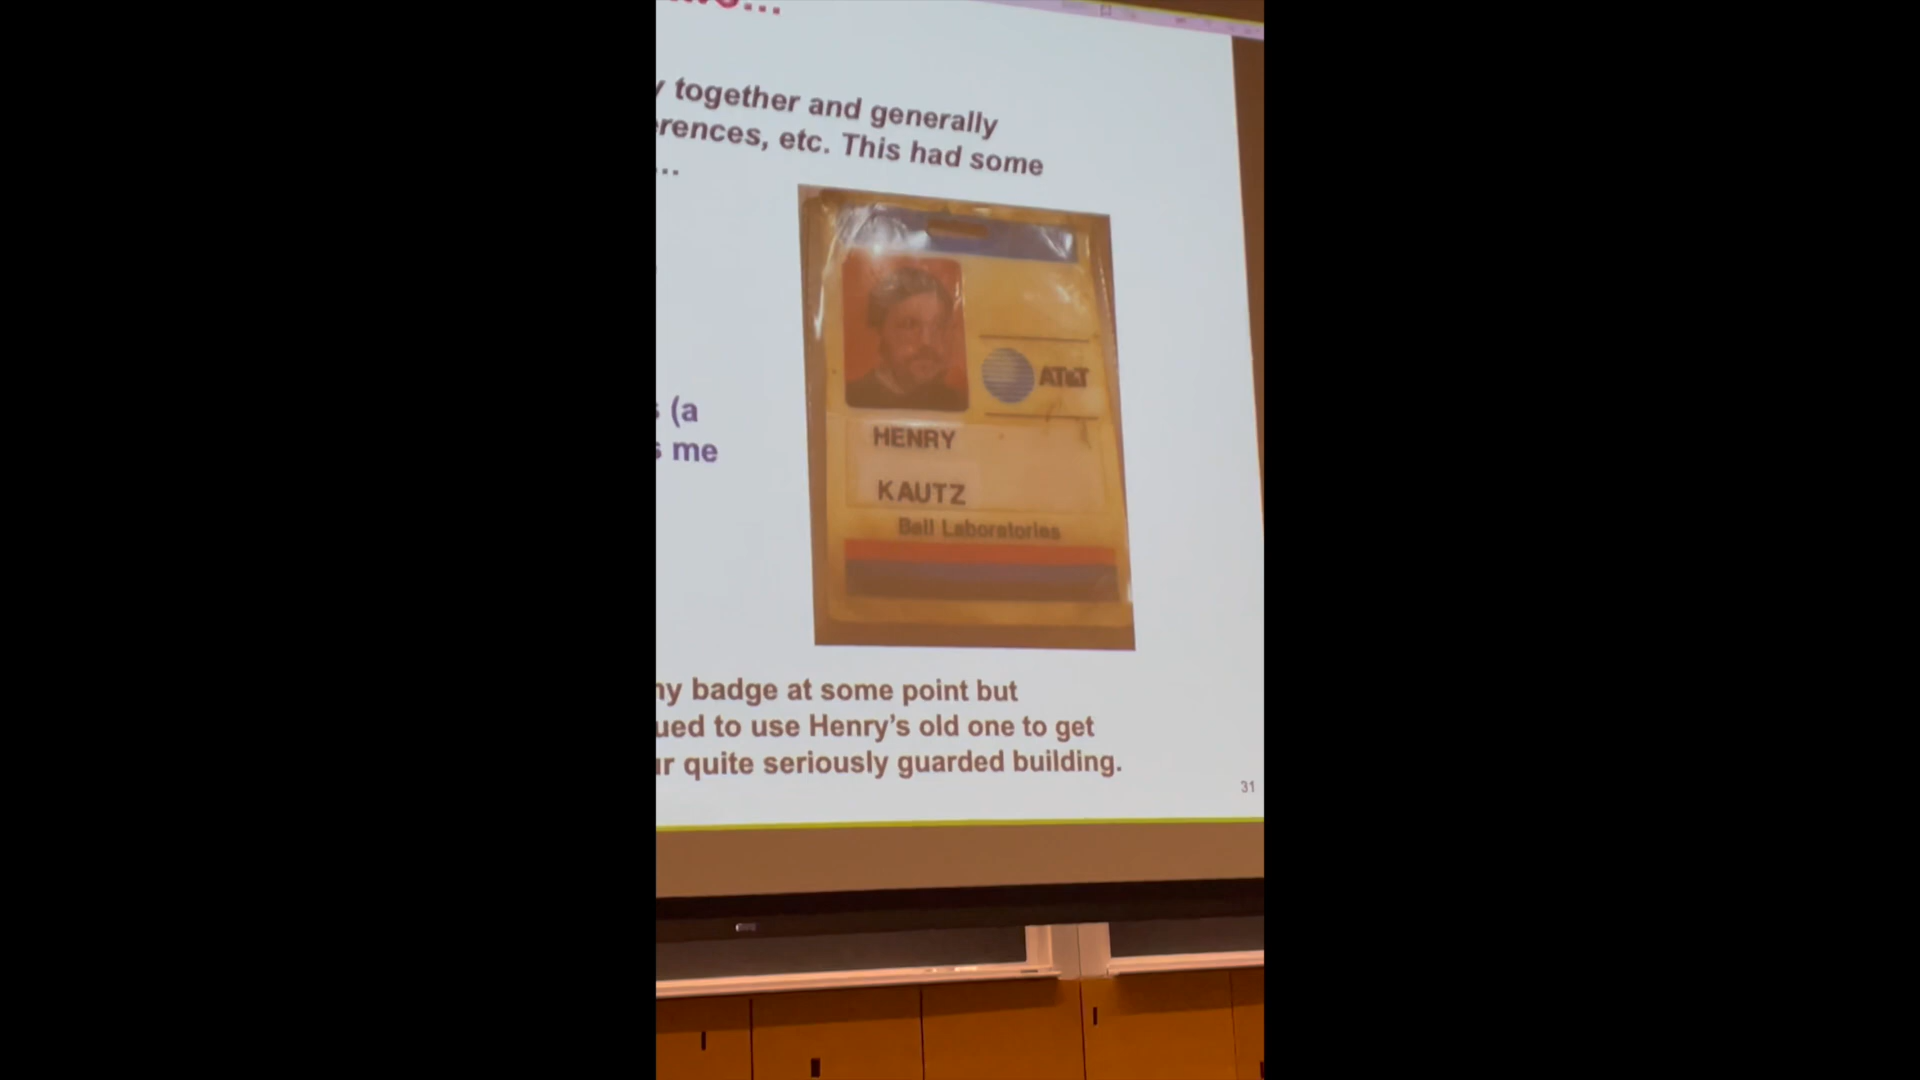 together and generally
rences, etc. This had some
...
AT&T
HENRY
KAUTZ
Bell Laboratories
(a
me
badge at some point but
ued to use Henry's old one to get
quite seriously guarded building.
31